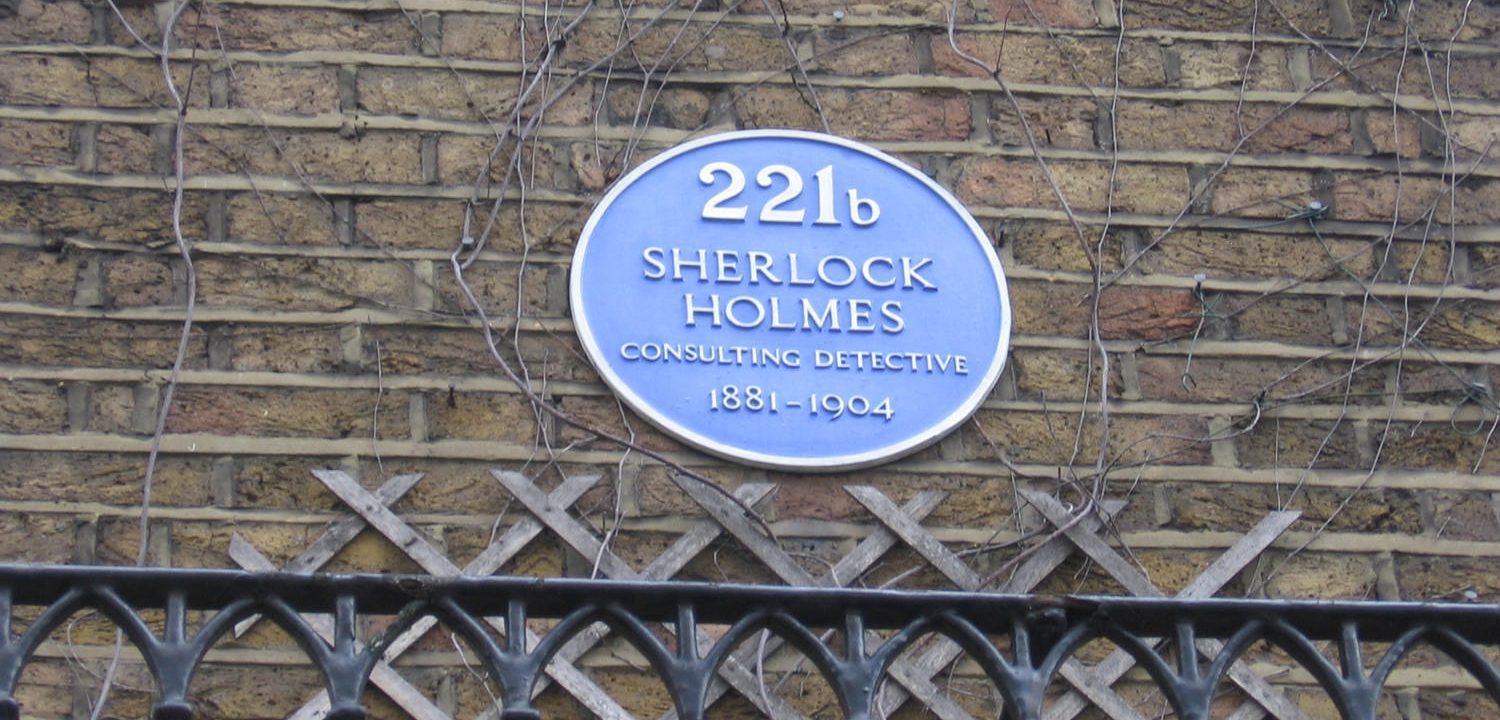 221b
SHERLOCK
HOLMES
CONSULTING DETECTIVE
1881-1904